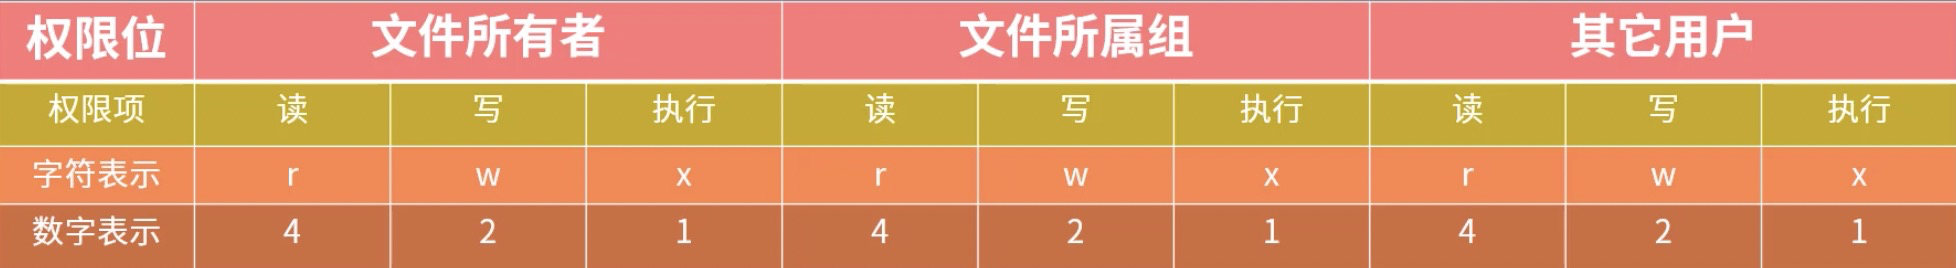 权限位 文件所有者 文件所属组 其它用户
权限项 读 写 执行 读 写 执行 读 写 执行
字符表示 r w x r w x r w x
数字表示 4 2 1 4 2 1 4 2 1